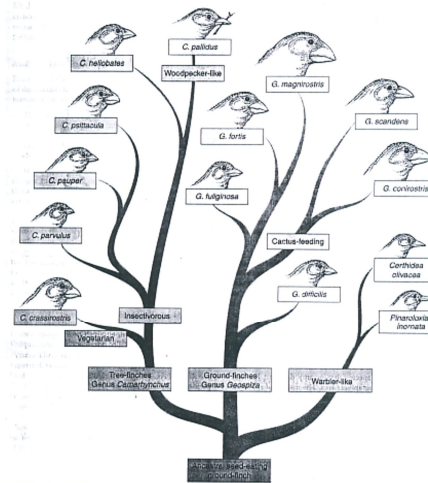 C. pallidus
C. heliobates
Woodpecker-like
G. magnirostris
C. psittacula
G. fortis
G. scandens
C. pauper
G. fuliginosa
G. conirostris
C. parvulus
Cactus-feeding
Certhidea
olivacea
C. crassirostris
Insectivorous
G. difficilis
Pinaroloxias
inornata
Vegetarian
Tree-finches
Genus Camarhynchus
Ground-finches
Genus Geospiza
Warbler-like
Ancestral seed-eating
ground-finch